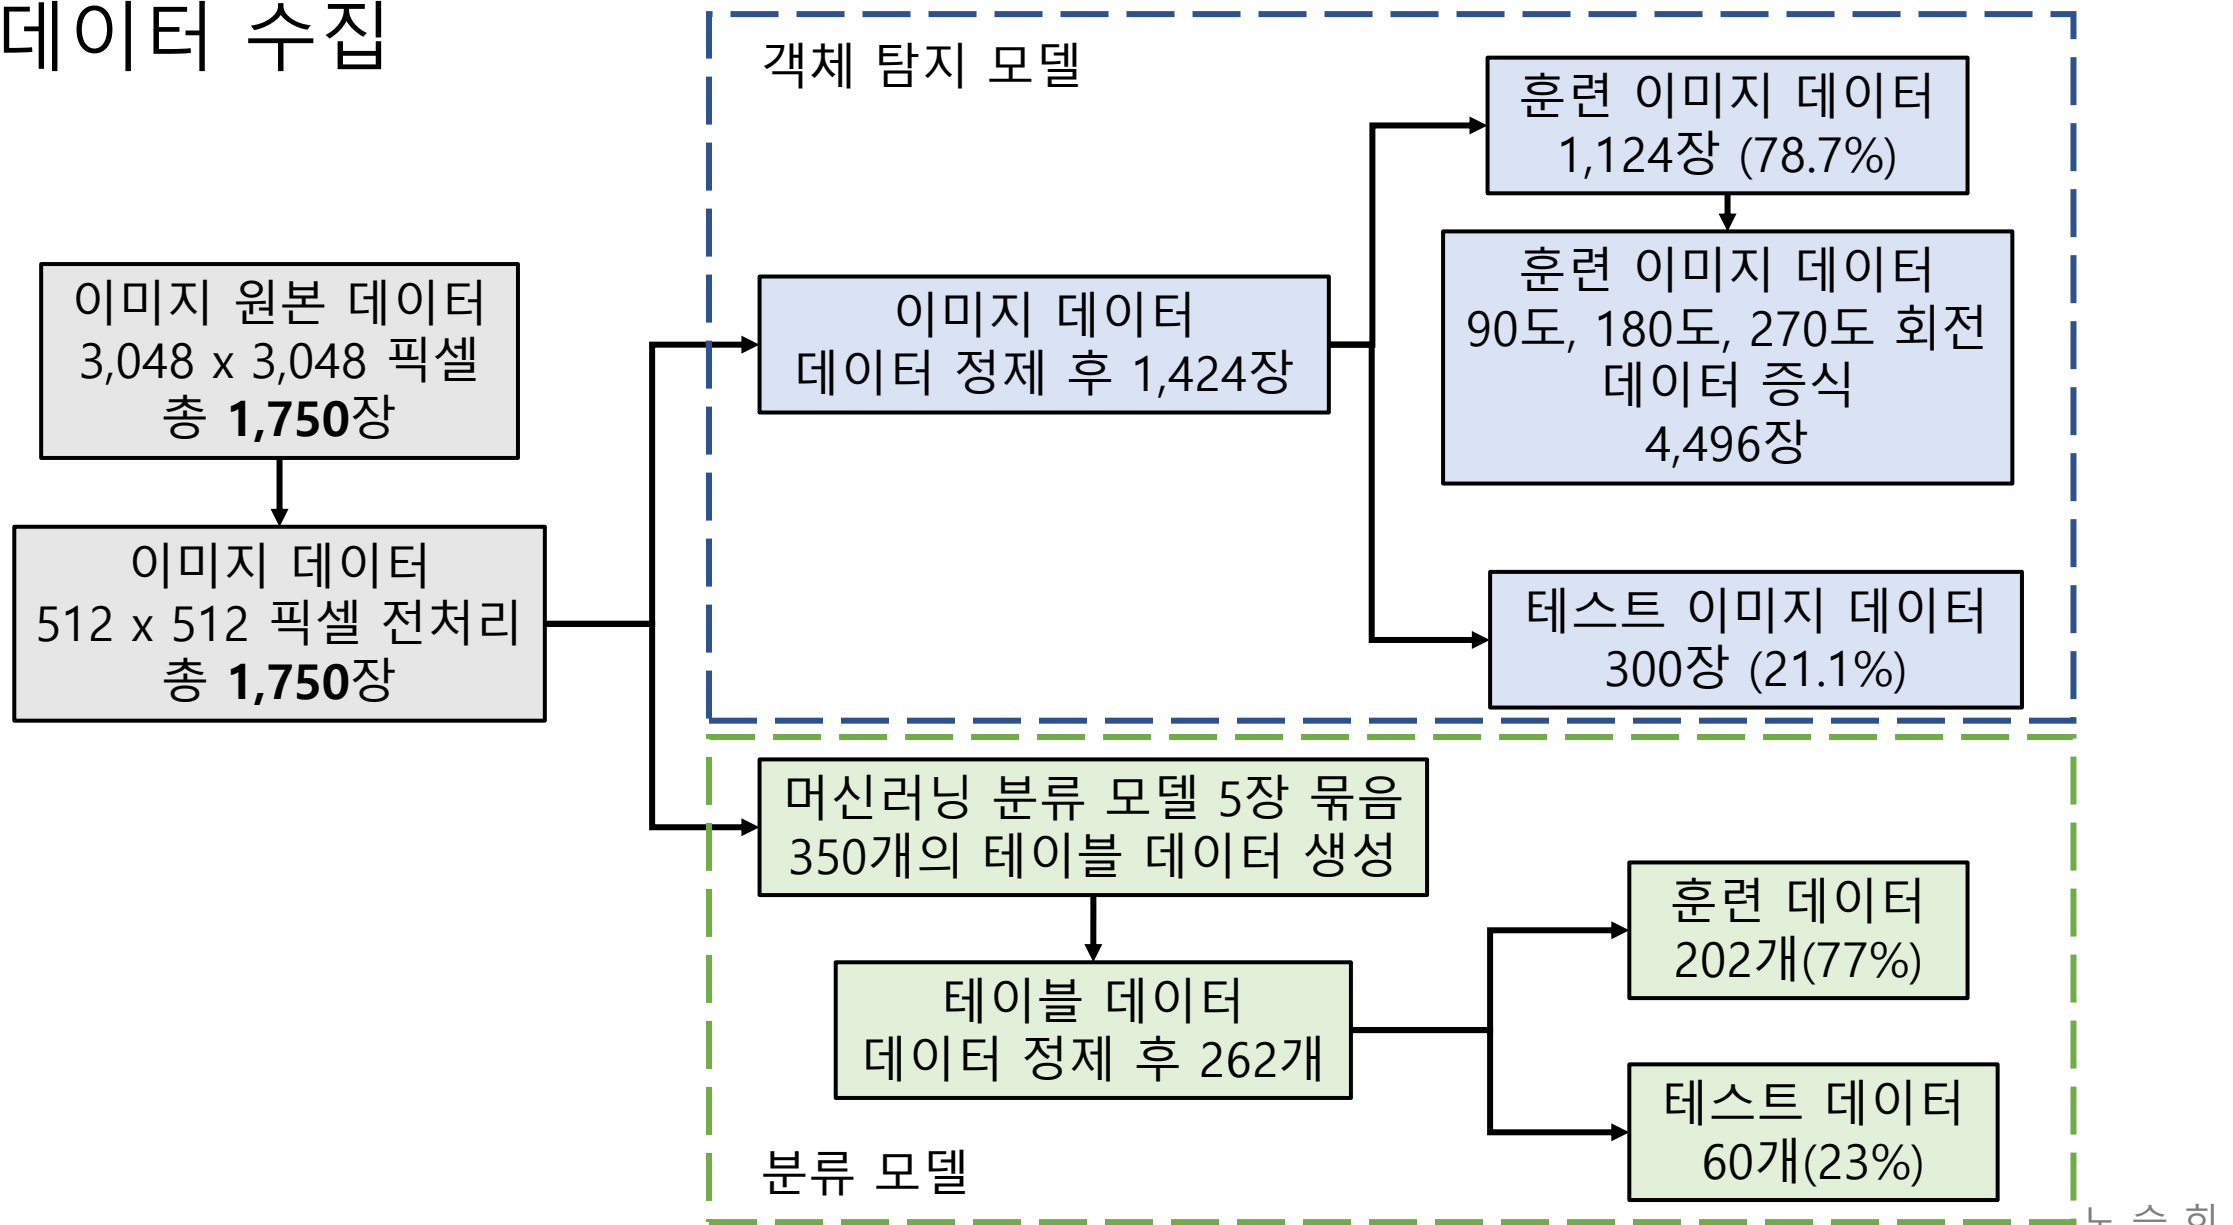 데이터 수집
객체 탐지 모델
훈련 이미지 데이터
1,124장 (78.7%)
이미지 원본 데이터
3,048 x 3,048 픽셀
총 1,750장
이미지 데이터
데이터 정제 후 1,424장
훈련 이미지 데이터
90도, 180도, 270도 회전
데이터 증식
4,496장
이미지 데이터
512 x 512 픽셀 전처리
총 1,750장
테스트 이미지 데이터
300장 (21.1%)
머신러닝 분류 모델 5장 묶음
350개의 테이블 데이터 생성
테이블 데이터
데이터 정제 후 262개
훈련 데이터
202개(77%)
테스트 데이터
60개(23%)
분류 모델